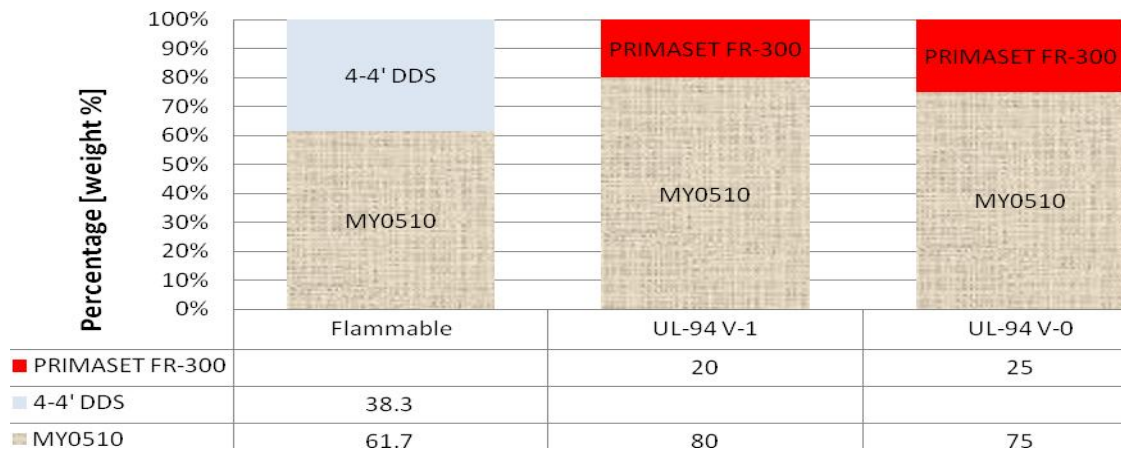 Percentage [weight %]
100%
90%
80%
70%
60%
50%
40%
30%
20%
10%
0%
4-4' DDS
MY0510
PRIMASET FR-300
MY0510
PRIMASET FR-300
MY0510
Flammable UL-94 V-1 UL-94 V-0
PRIMASET FR-300 20 25
4-4' DDS 38.3
MY0510 61.7 80 75